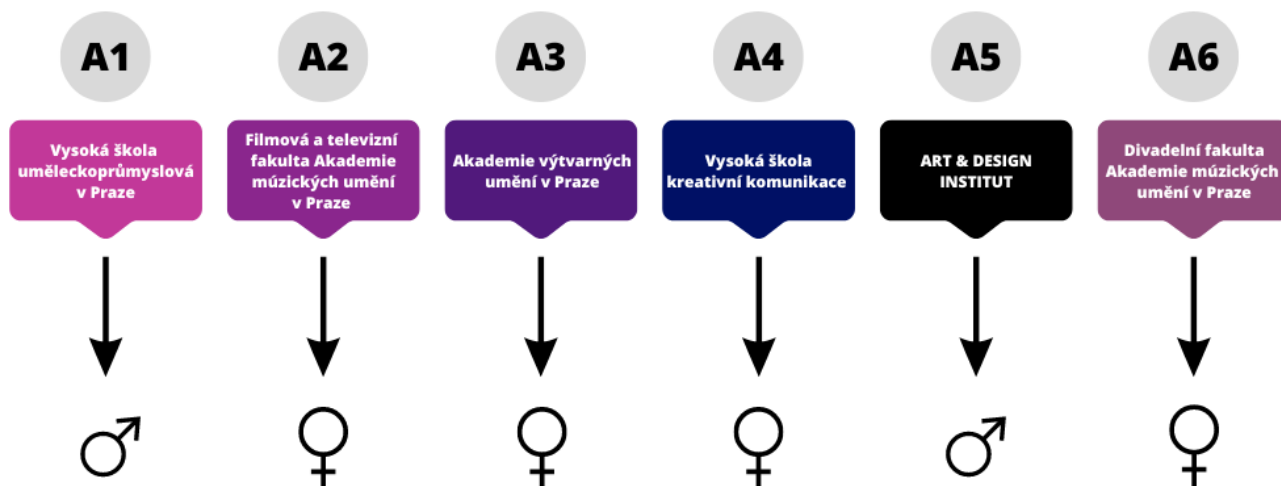 A1
A2
A3
A4
A5
A6
Vysoká škola
uměleckoprůmyslová
v Praze
Filmová a televizní
fakulta Akademie
múzických umění
v Praze
Akademie výtvarných
umění v Praze
Vysoká škola
kreativní komunikace
ART & DESIGN
INSTITUT
Divadelní fakulta
Akademie múzických
umění v Praze